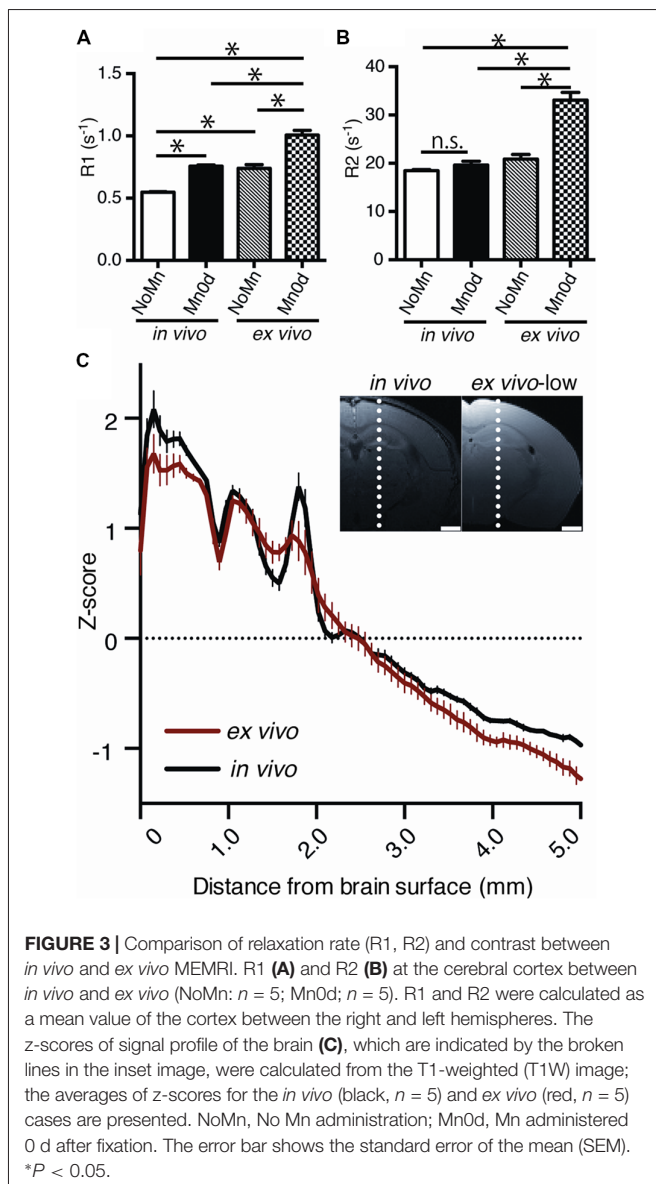 A
*
*
*
*
*
R1 (s-1)
1.5
1.0
0.5
0.0
NoMn
Mn0d
NoMn
Mn0d
in vivo
ex vivo
B
*
*
*
n.s.
R2 (s-1)
40
30
20
10
0
NoMn
Mn0d
NoMn
Mn0d
in vivo
ex vivo
C
in vivo
ex vivo-low
Z-score
2
1
0
-1
ex vivo
in vivo
0
1.0
2.0
3.0
4.0
5.0
Distance from brain surface (mm)
FIGURE 3 | Comparison of relaxation rate (R1, R2) and contrast between
in vivo and ex vivo MEMRI. R1 (A) and R2 (B) at the cerebral cortex between
in vivo and ex vivo (NoMn: n = 5; Mn0d; n = 5). R1 and R2 were calculated as
a mean value of the cortex between the right and left hemispheres. The
z-scores of signal profile of the brain (C), which are indicated by the broken
lines in the inset image, were calculated from the T1-weighted (T1W) image;
the averages of z-scores for the in vivo (black, n = 5) and ex vivo (red, n = 5)
cases are presented. NoMn, No Mn administration; Mn0d, Mn administered
0 d after fixation. The error bar shows the standard error of the mean (SEM).
*P < 0.05.